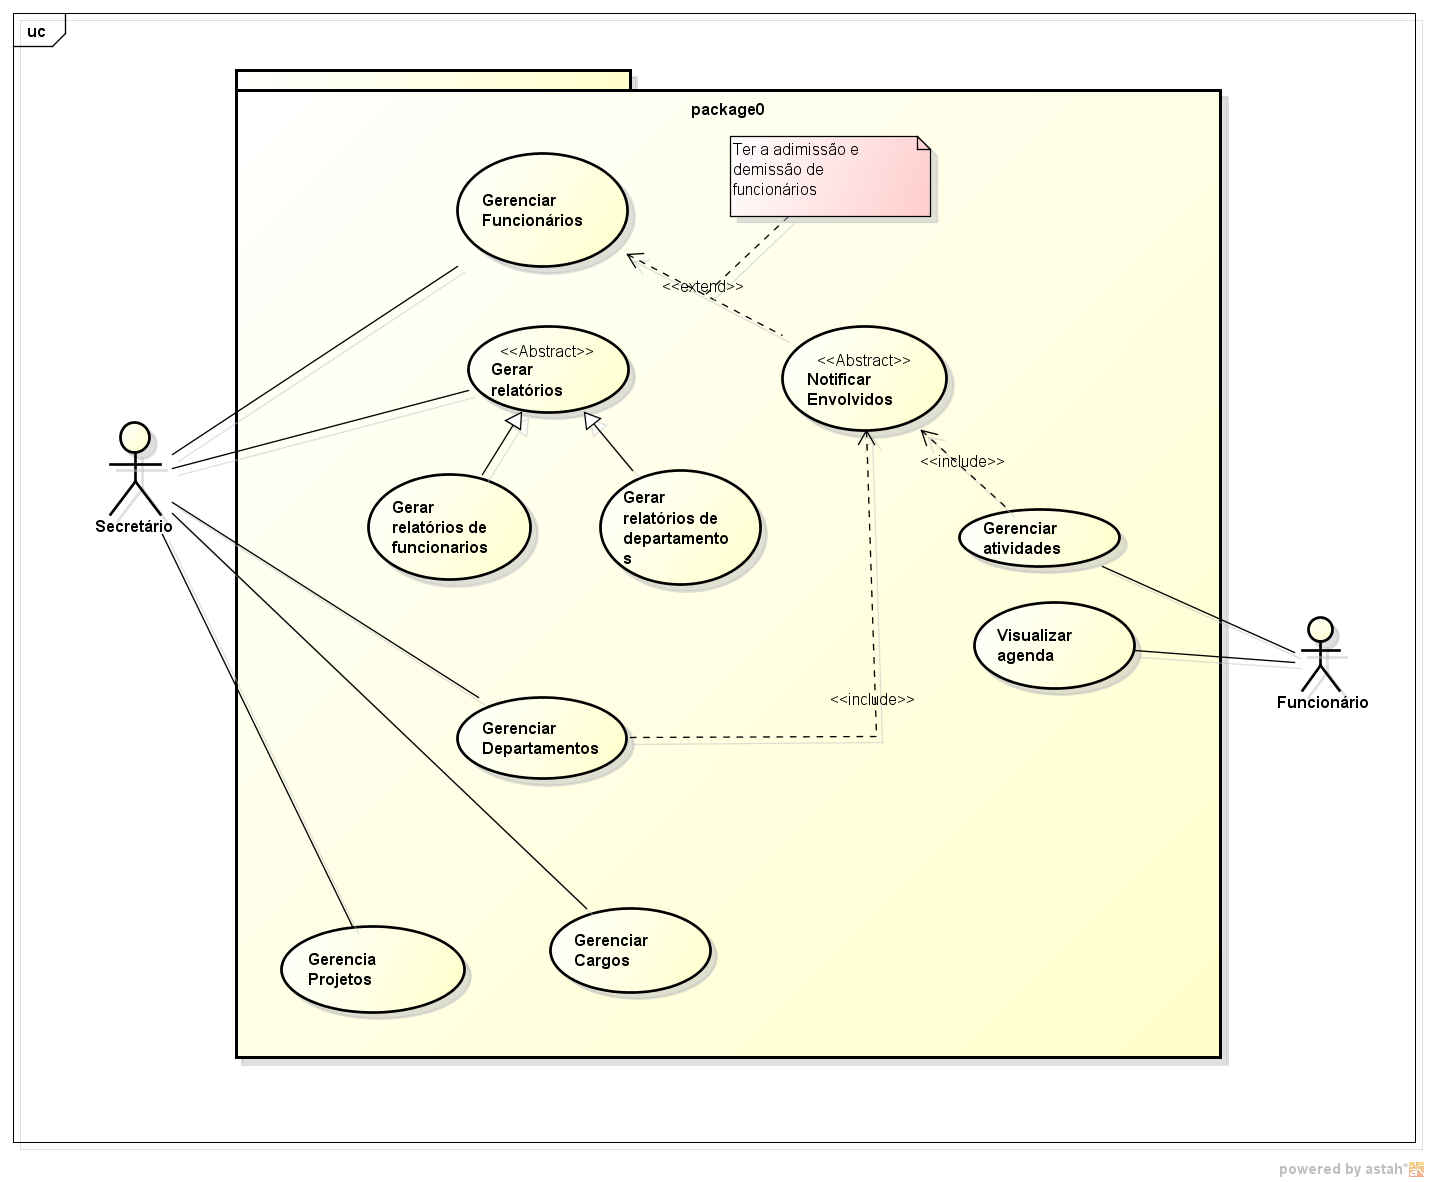 uc
package0
Ter a adimissão e
demissão de
funcionários
Gerenciar
Funcionários
<<extend>>
<<Abstract>>
Gerar
relatórios
<<Abstract>>
Notificar
Envolvidos
<<include>>
Secretário
Gerar
relatórios de
funcionarios
Gerar
relatórios de
departamento
s
Gerenciar
atividades
Visualizar
agenda
Funcionário
<<include>>
Gerenciar
Departamentos
Gerencia
Projetos
Gerenciar
Cargos
powered by astah*